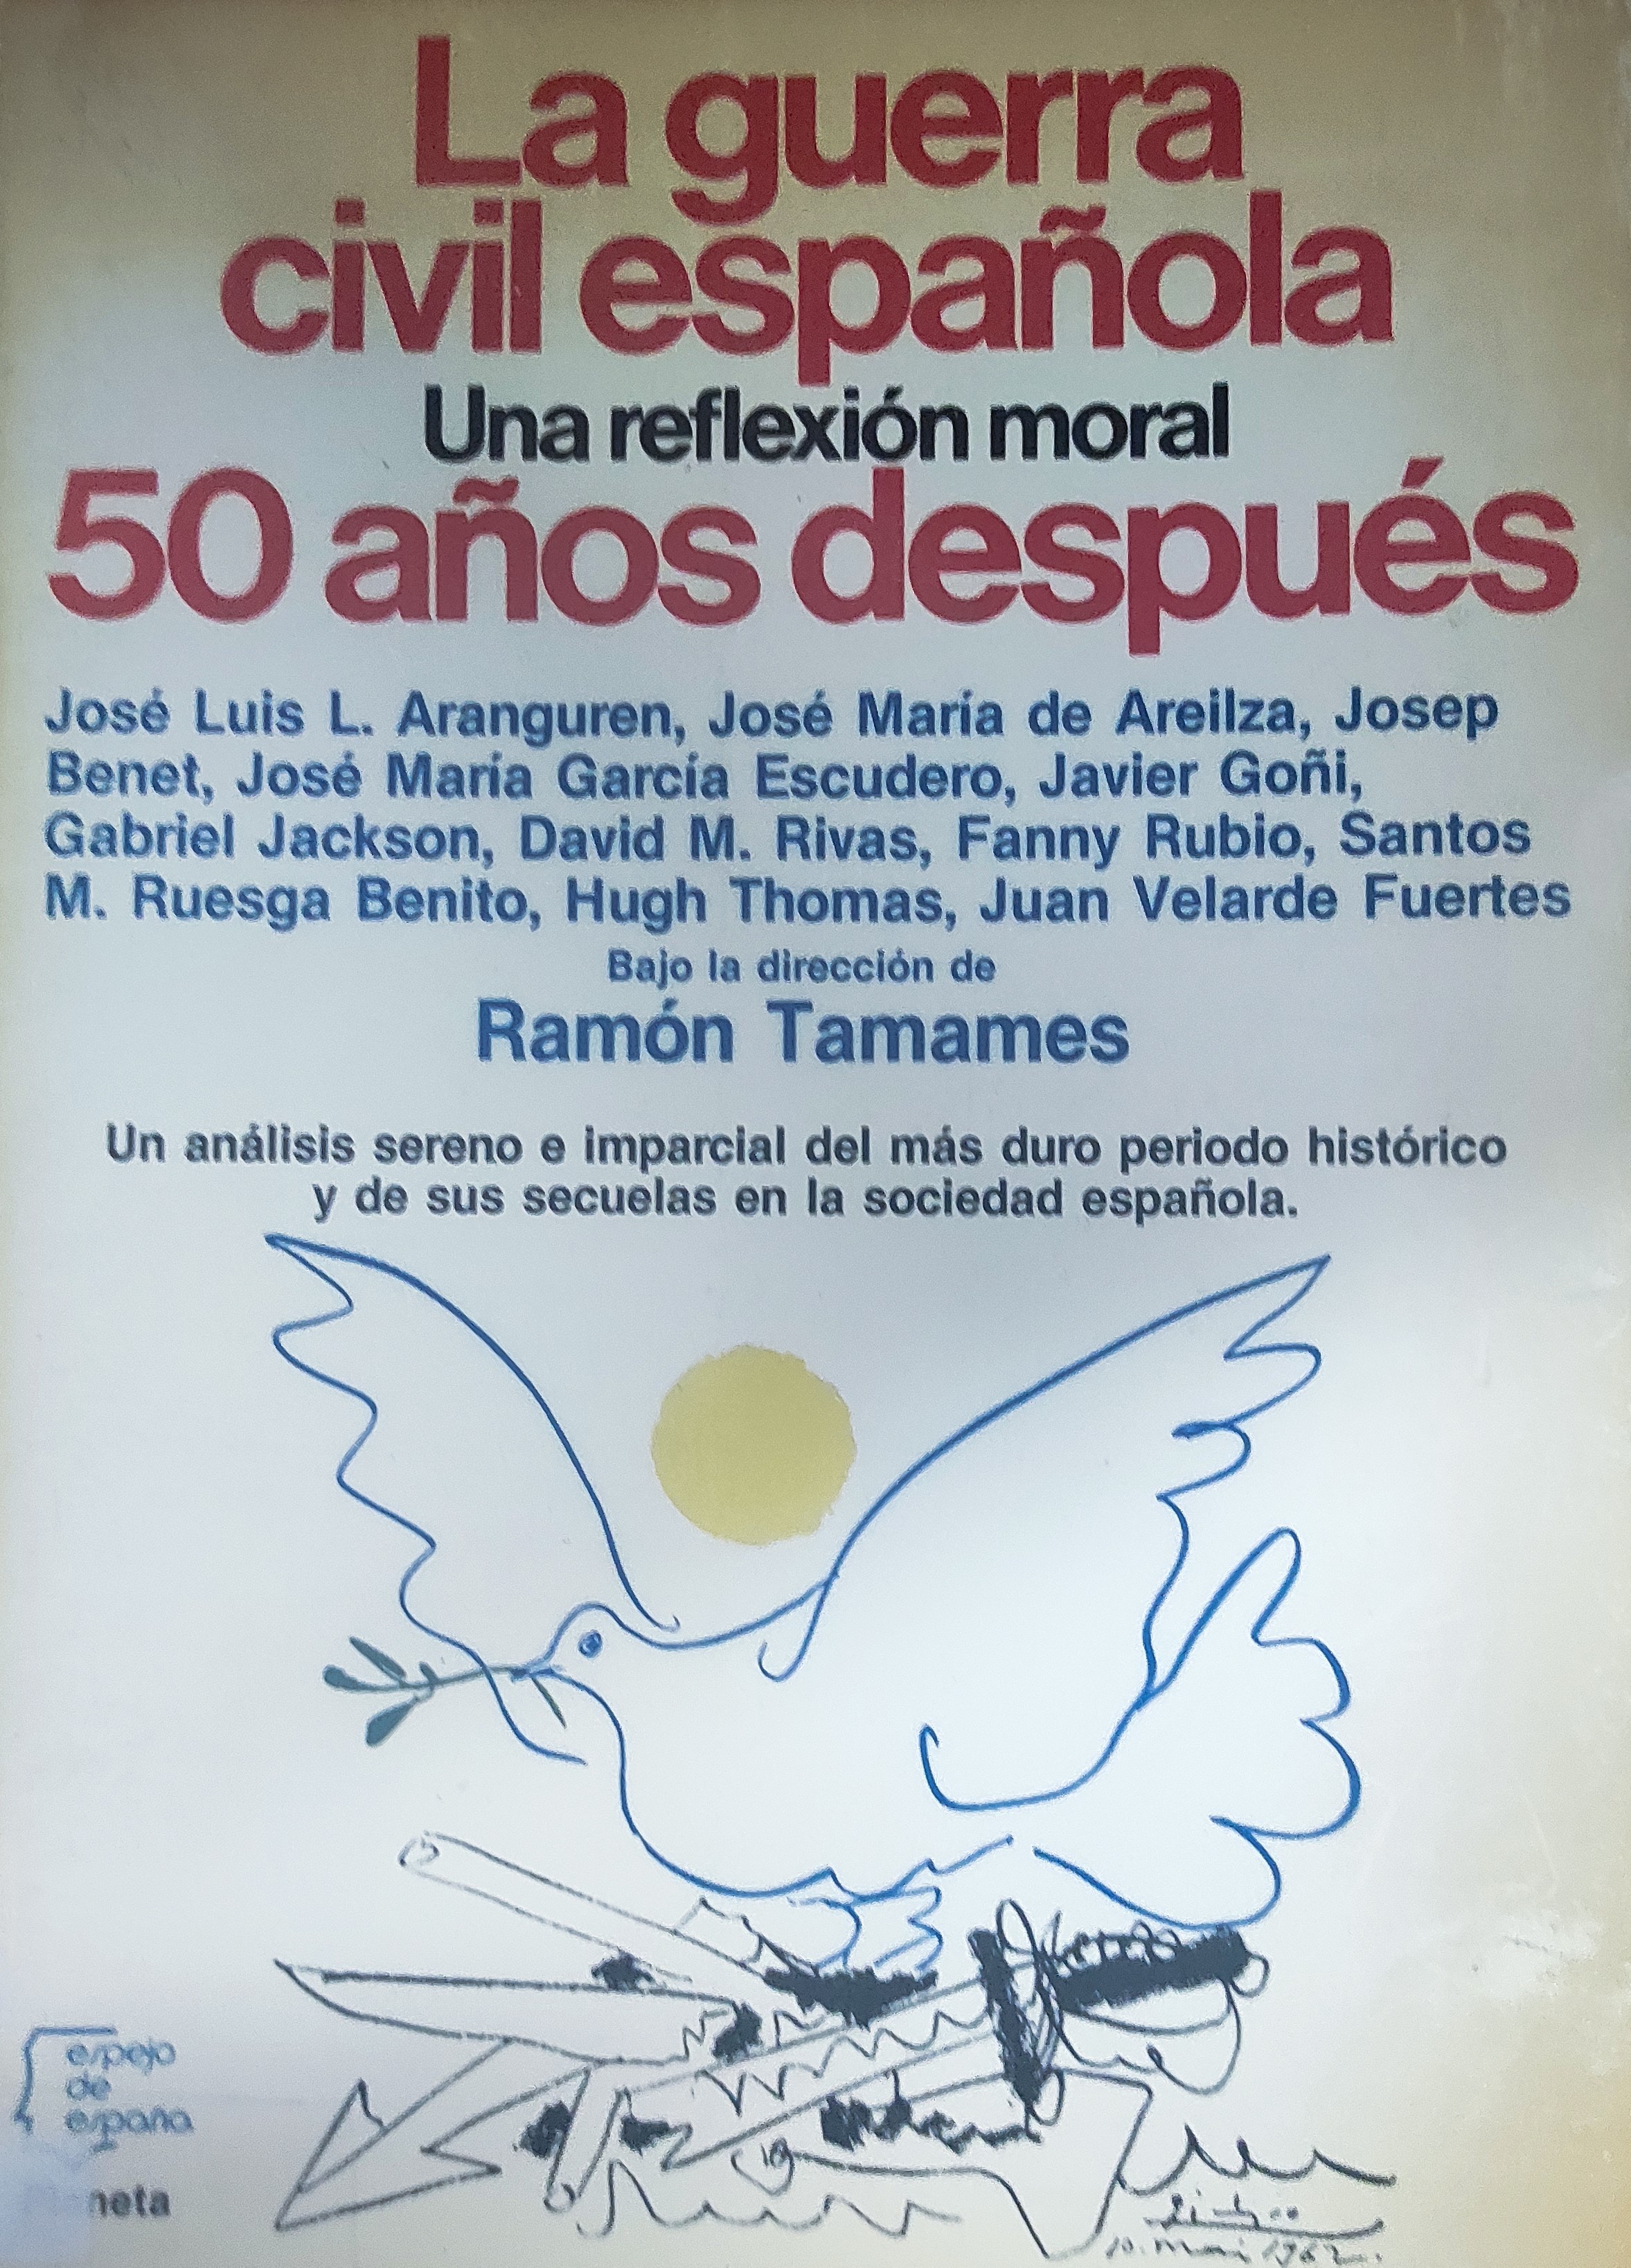 La guerra
civil española
Una reflexión moral
50 años después
José Luis L. Aranguren, José María de Areilza, Josep
Benet, José María García Escudero, Javier Goñi,
Gabriel Jackson, David M. Rivas, Fanny Rubio, Santos
M. Ruesga Benito, Hugh Thomas, Juan Velarde Fuertes
Bajo la dirección de
Ramón Tamames
Un análisis sereno e imparcial del más duro periodo histórico
y de sus secuelas en la sociedad española.
espejo
de
españa
neta
10. mai 1962.